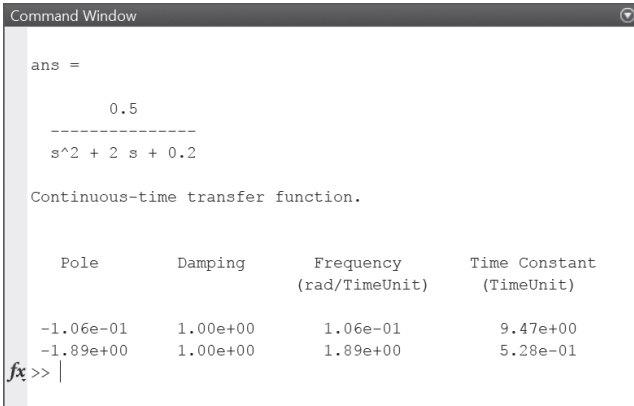 Command Window
ans =
0.5
---------------
s^2 + 2 s + 0.2
Continuous-time transfer function.
Pole Damping Frequency Time Constant
(rad/TimeUnit) (TimeUnit)
-1.06e-01 1.00e+00 1.06e-01 9.47e+00
-1.89e+00 1.00e+00 1.89e+00 5.28e-01
fx >>